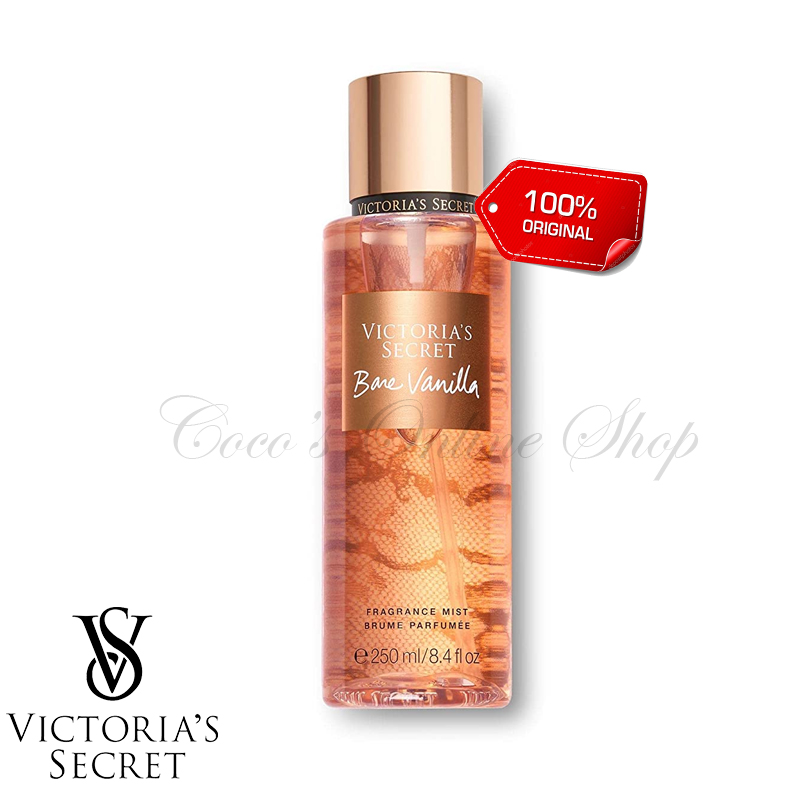 VICTORIA'S SECRET
100%
ORIGINAL
VICTORIA'S
SECRET
Bare Vanilla
Coco's Online Shop
FRAGRANCE MIST
BRUME PARFUMÉE
℮ 250 ml/8.4 fl oz
VS
VICTORIA'S
SECRET